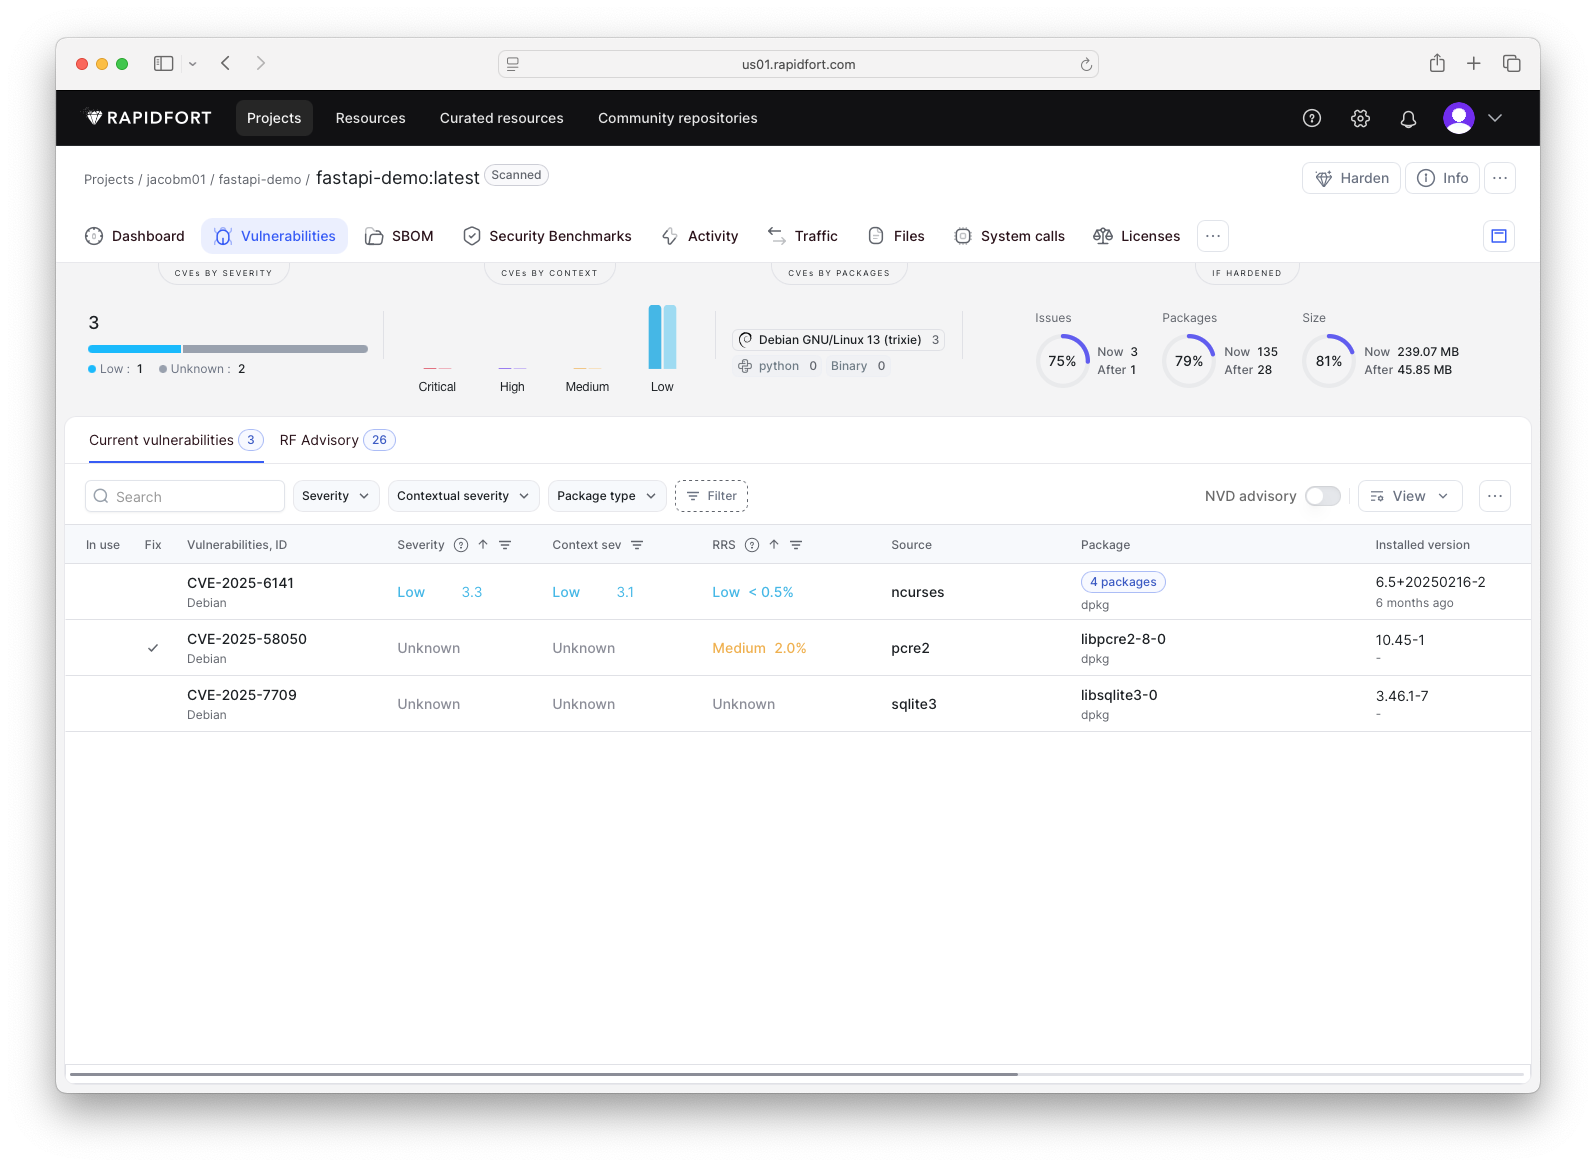 us01.rapidfort.com
RAPIDFORT Projects Resources Curated resources Community repositories
Projects / jacobm01 / fastapi-demo / fastapi-demo:latest Scanned Harden Info
Dashboard Vulnerabilities SBOM Security Benchmarks Activity Traffic Files System calls Licenses
CVEs BY SEVERITY CVEs BY CONTEXT CVEs BY PACKAGES IF HARDENED
3
Low : 1 Unknown : 2
Critical High Medium Low
Debian GNU/Linux 13 (trixie) 3
python 0 Binary 0
Issues Packages Size
75% Now 3 79% Now 135 81% Now 239.07 MB
After 1 After 28 After 45.85 MB
Current vulnerabilities 3 RF Advisory 26
Search Severity Contextual severity Package type Filter NVD advisory View
In use Fix Vulnerabilities, ID Severity Context sev RRS Source Package Installed version
CVE-2025-6141 Low 3.3 Low 3.1 Low < 0.5% ncurses 4 packages 6.5+20250216-2
Debian dpkg 6 months ago
CVE-2025-58050 Unknown Unknown Medium 2.0% pcre2 libpcre2-8-0 10.45-1
Debian dpkg -
CVE-2025-7709 Unknown Unknown Unknown sqlite3 libsqlite3-0 3.46.1-7
Debian dpkg -